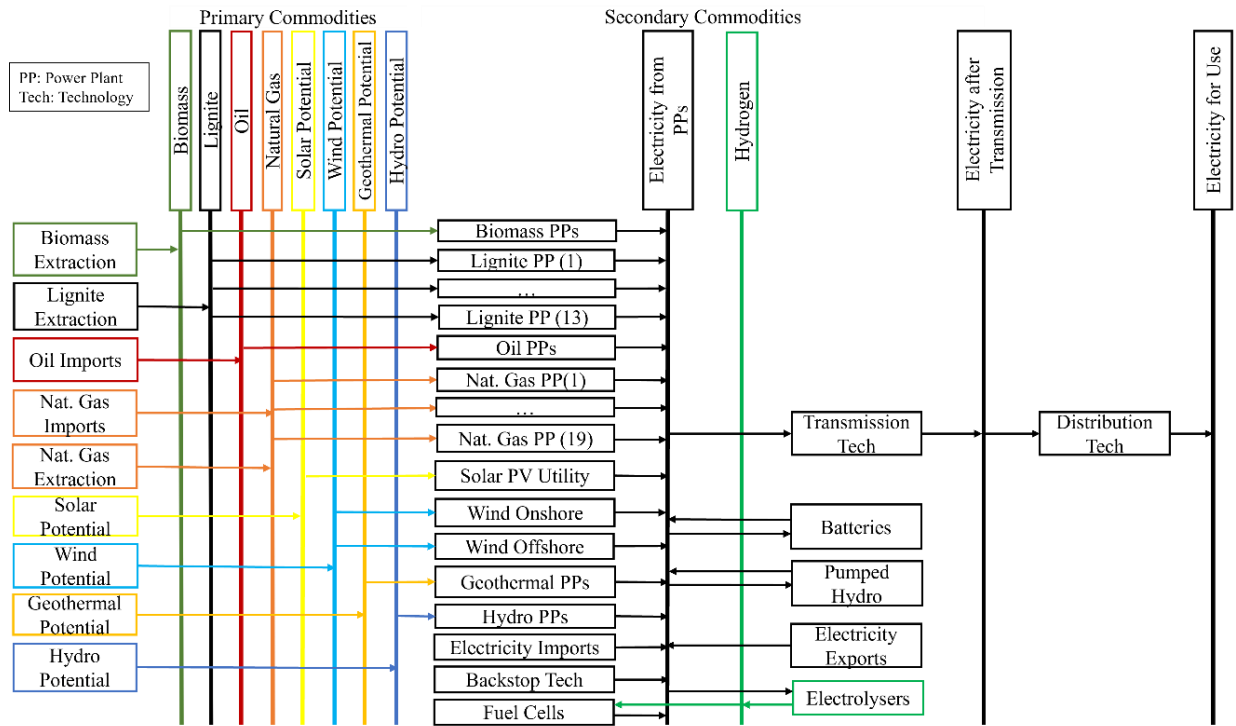 Primary Commodities
Secondary Commodities
PP: Power Plant
Tech: Technology
Biomass
Lignite
Oil
Natural Gas
Solar Potential
Wind Potential
Geothermal Potential
Hydro Potential
Electricity from
PPs
Hydrogen
Electricity after
Transmission
Electricity for Use
Biomass
Extraction
Lignite
Extraction
Oil Imports
Nat. Gas
Imports
Nat. Gas
Extraction
Solar
Potential
Wind
Potential
Geothermal
Potential
Hydro
Potential
Biomass PPs
Lignite PP (1)
…
Lignite PP (13)
Oil PPs
Nat. Gas PP(1)
…
Nat. Gas PP (19)
Solar PV Utility
Wind Onshore
Wind Offshore
Geothermal PPs
Hydro PPs
Electricity Imports
Backstop Tech
Fuel Cells
Transmission
Tech
Distribution
Tech
Batteries
Pumped
Hydro
Electricity
Exports
Electrolysers